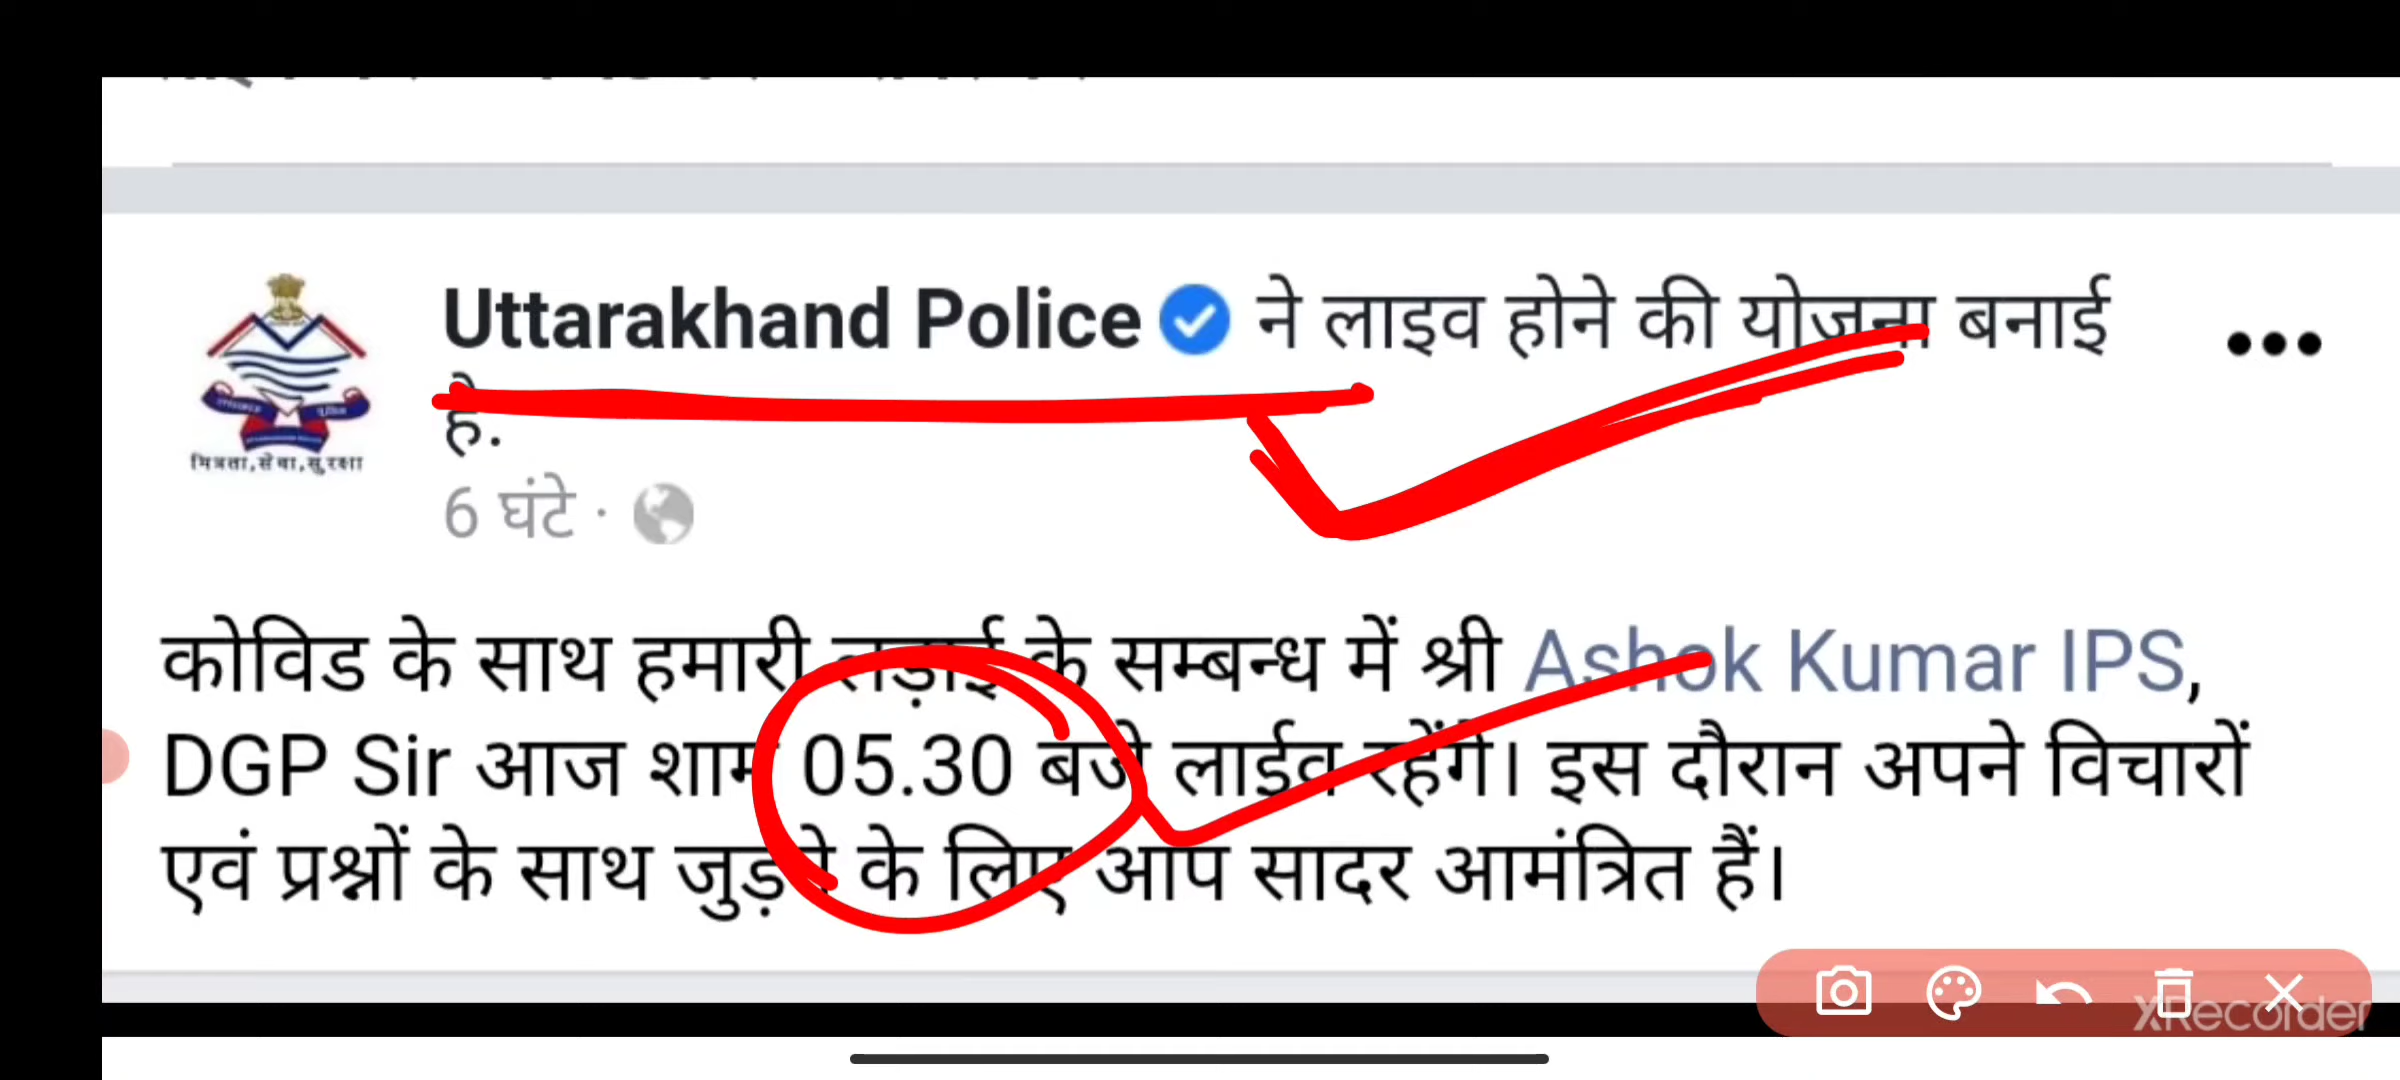 Uttarakhand Police ने लाइव होने की योजना बनाई
है.
मित्रता,सेवा,सुरक्षा
6 घंटे ·
कोविड के साथ हमारी लड़ाई के सम्बन्ध में श्री Ashok Kumar IPS,
DGP Sir आज शाम 05.30 बजे लाईव रहेंगे। इस दौरान अपने विचारों
एवं प्रश्नों के साथ जुड़ने के लिए आप सादर आमंत्रित हैं।
XRecorder